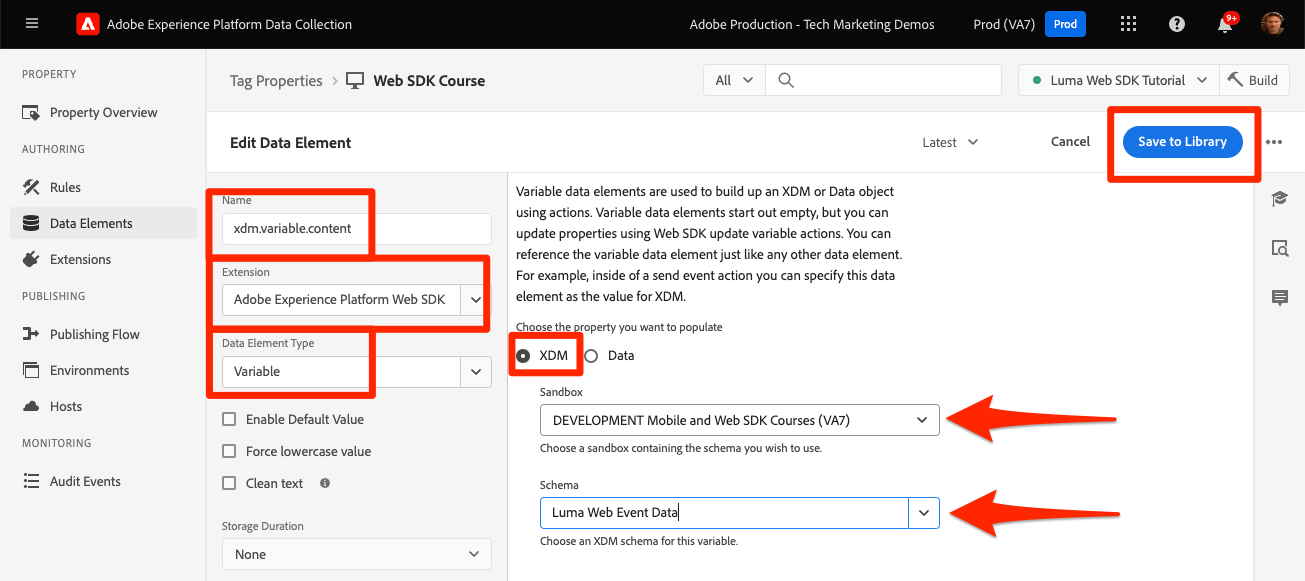 Adobe Experience Platform Data Collection
Adobe Production - Tech Marketing Demos
Prod (VA7)
Prod
9+
PROPERTY
Property Overview
AUTHORING
Rules
Data Elements
Extensions
PUBLISHING
Publishing Flow
Environments
Hosts
MONITORING
Audit Events
Tag Properties
Web SDK Course
All
Luma Web SDK Tutorial
Build
Edit Data Element
Latest
Cancel
Save to Library
Name
xdm.variable.content
Extension
Adobe Experience Platform Web SDK
Data Element Type
Variable
Enable Default Value
Force lowercase value
Clean text
Storage Duration
None
Variable data elements are used to build up an XDM or Data object
using actions. Variable data elements start out empty, but you can
update properties using Web SDK update variable actions. You can
reference the variable data element just like any other data element.
For example, inside of a send event action you can specify this data
element as the value for XDM.
Choose the property you want to populate
XDM
Data
Sandbox
DEVELOPMENT Mobile and Web SDK Courses (VA7)
Choose a sandbox containing the schema you wish to use.
Schema
Luma Web Event Data
Choose an XDM schema for this variable.